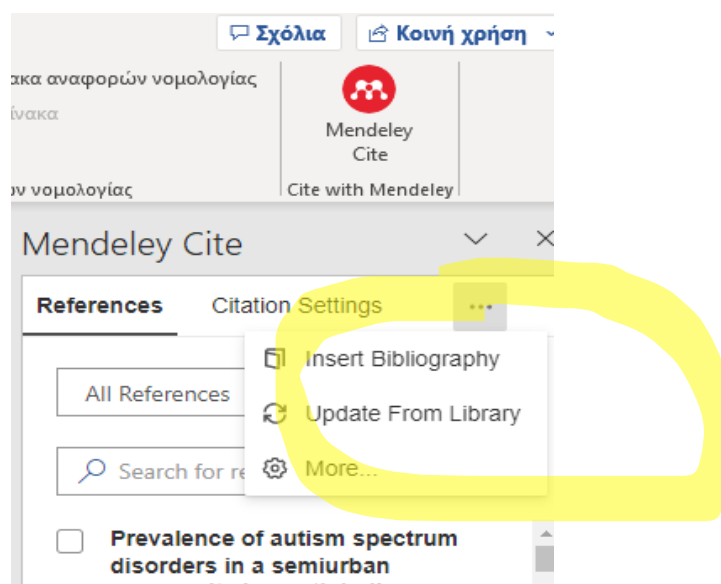 Σχόλια Κοινή χρήση
ακα αναφορών νομολογίας
ίνακα
Mendeley
Cite
ων νομολογίας Cite with Mendeley
Mendeley Cite
References Citation Settings ...
Insert Bibliography
All References
Update From Library
Search for re
More...
Prevalence of autism spectrum
disorders in a semiurban